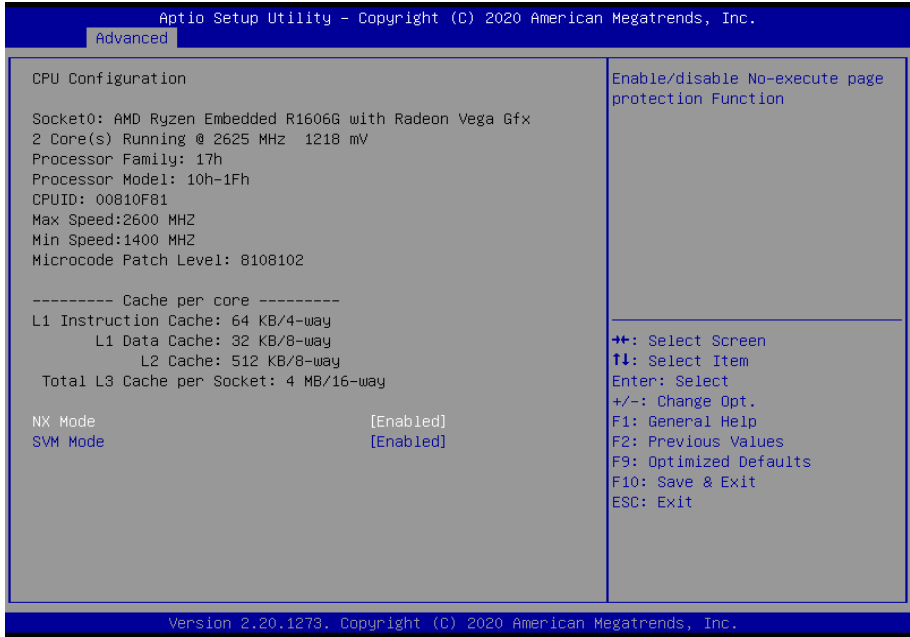 Aptio Setup Utility – Copyright (C) 2020 American Megatrends, Inc.
Advanced
CPU Configuration
Socket0: AMD Ryzen Embedded R1606G with Radeon Vega Gfx
2 Core(s) Running @ 2625 MHz  1218 mV
Processor Family: 17h
Processor Model: 10h-1Fh
CPUID: 00810F81
Max Speed:2600 MHZ
Min Speed:1400 MHZ
Microcode Patch Level: 8108102
--------- Cache per core ---------
L1 Instruction Cache: 64 KB/4-way
L1 Data Cache: 32 KB/8-way
L2 Cache: 512 KB/8-way
Total L3 Cache per Socket: 4 MB/16-way
NX Mode [Enabled]
SVM Mode [Enabled]
Enable/disable No-execute page
protection Function
→←: Select Screen
↑↓: Select Item
Enter: Select
+/-: Change Opt.
F1: General Help
F2: Previous Values
F9: Optimized Defaults
F10: Save & Exit
ESC: Exit
Version 2.20.1273. Copyright (C) 2020 American Megatrends, Inc.